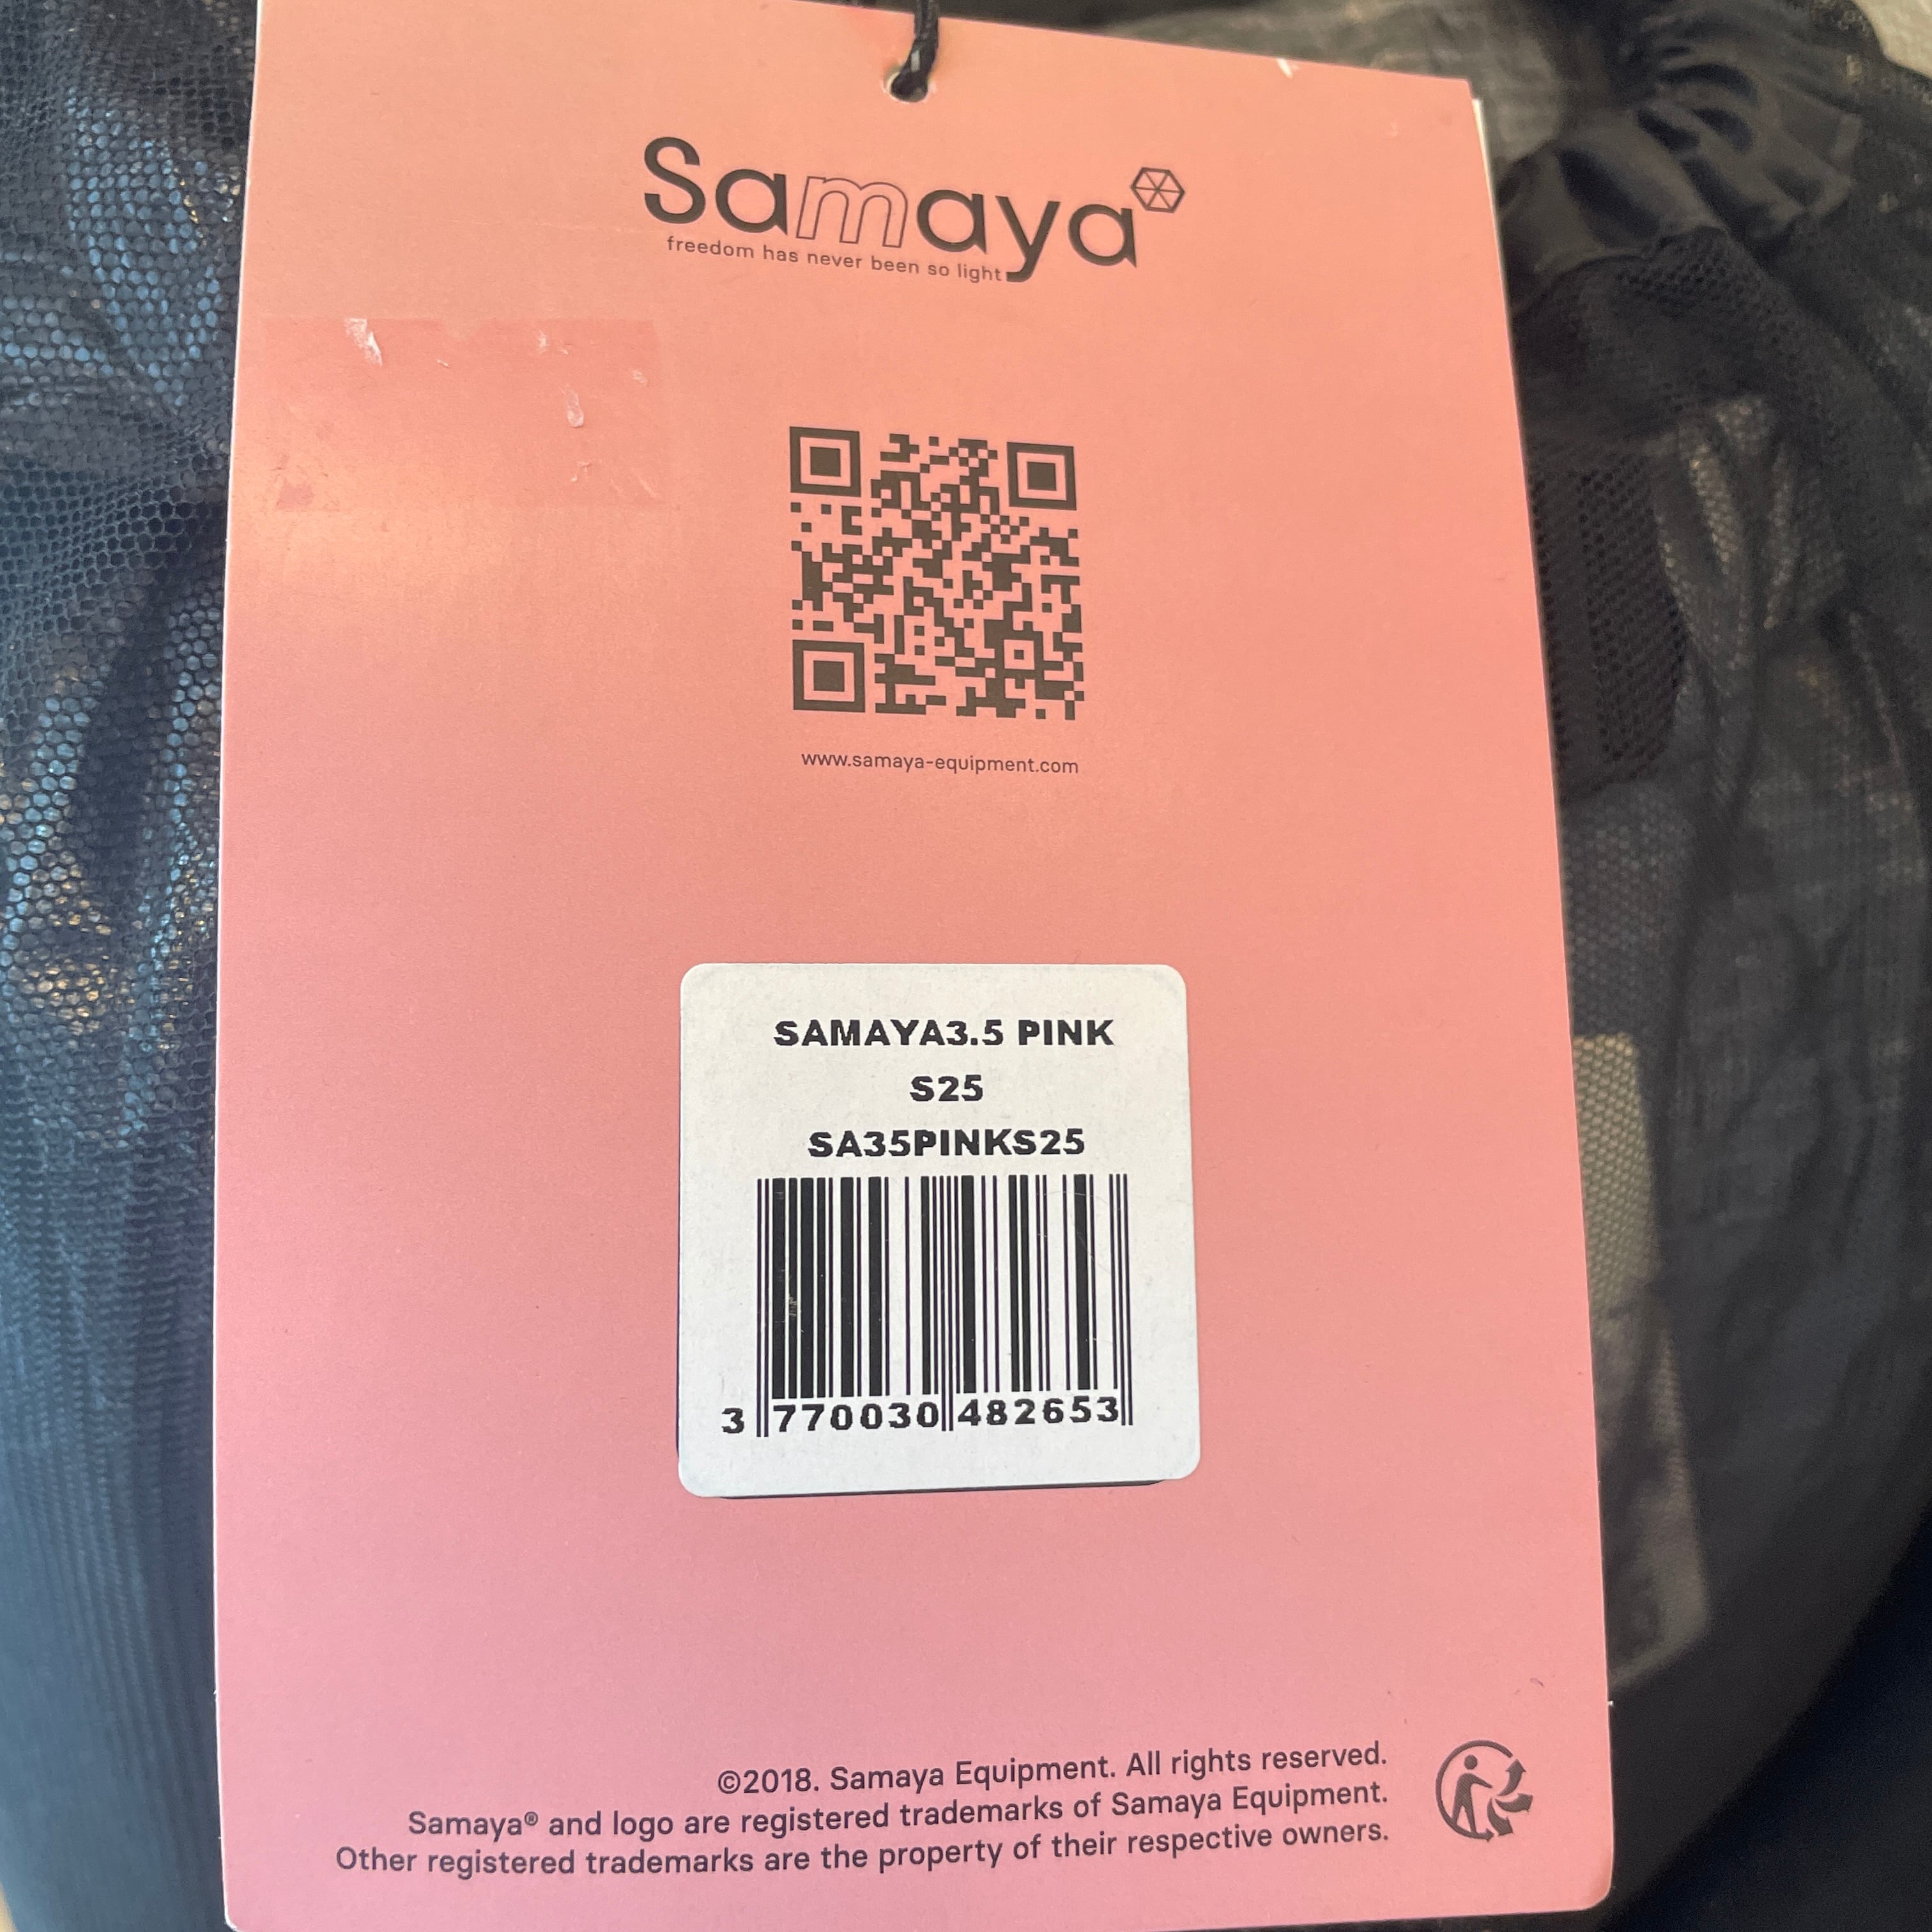 Samaya
freedom has never been so light
www.samaya-equipment.com
SAMAYA3.5 PINK
S25
SA35PINKS25
3 770030 482653
©2018. Samaya Equipment. All rights reserved.
Samaya® and logo are registered trademarks of Samaya Equipment.
Other registered trademarks are the property of their respective owners.